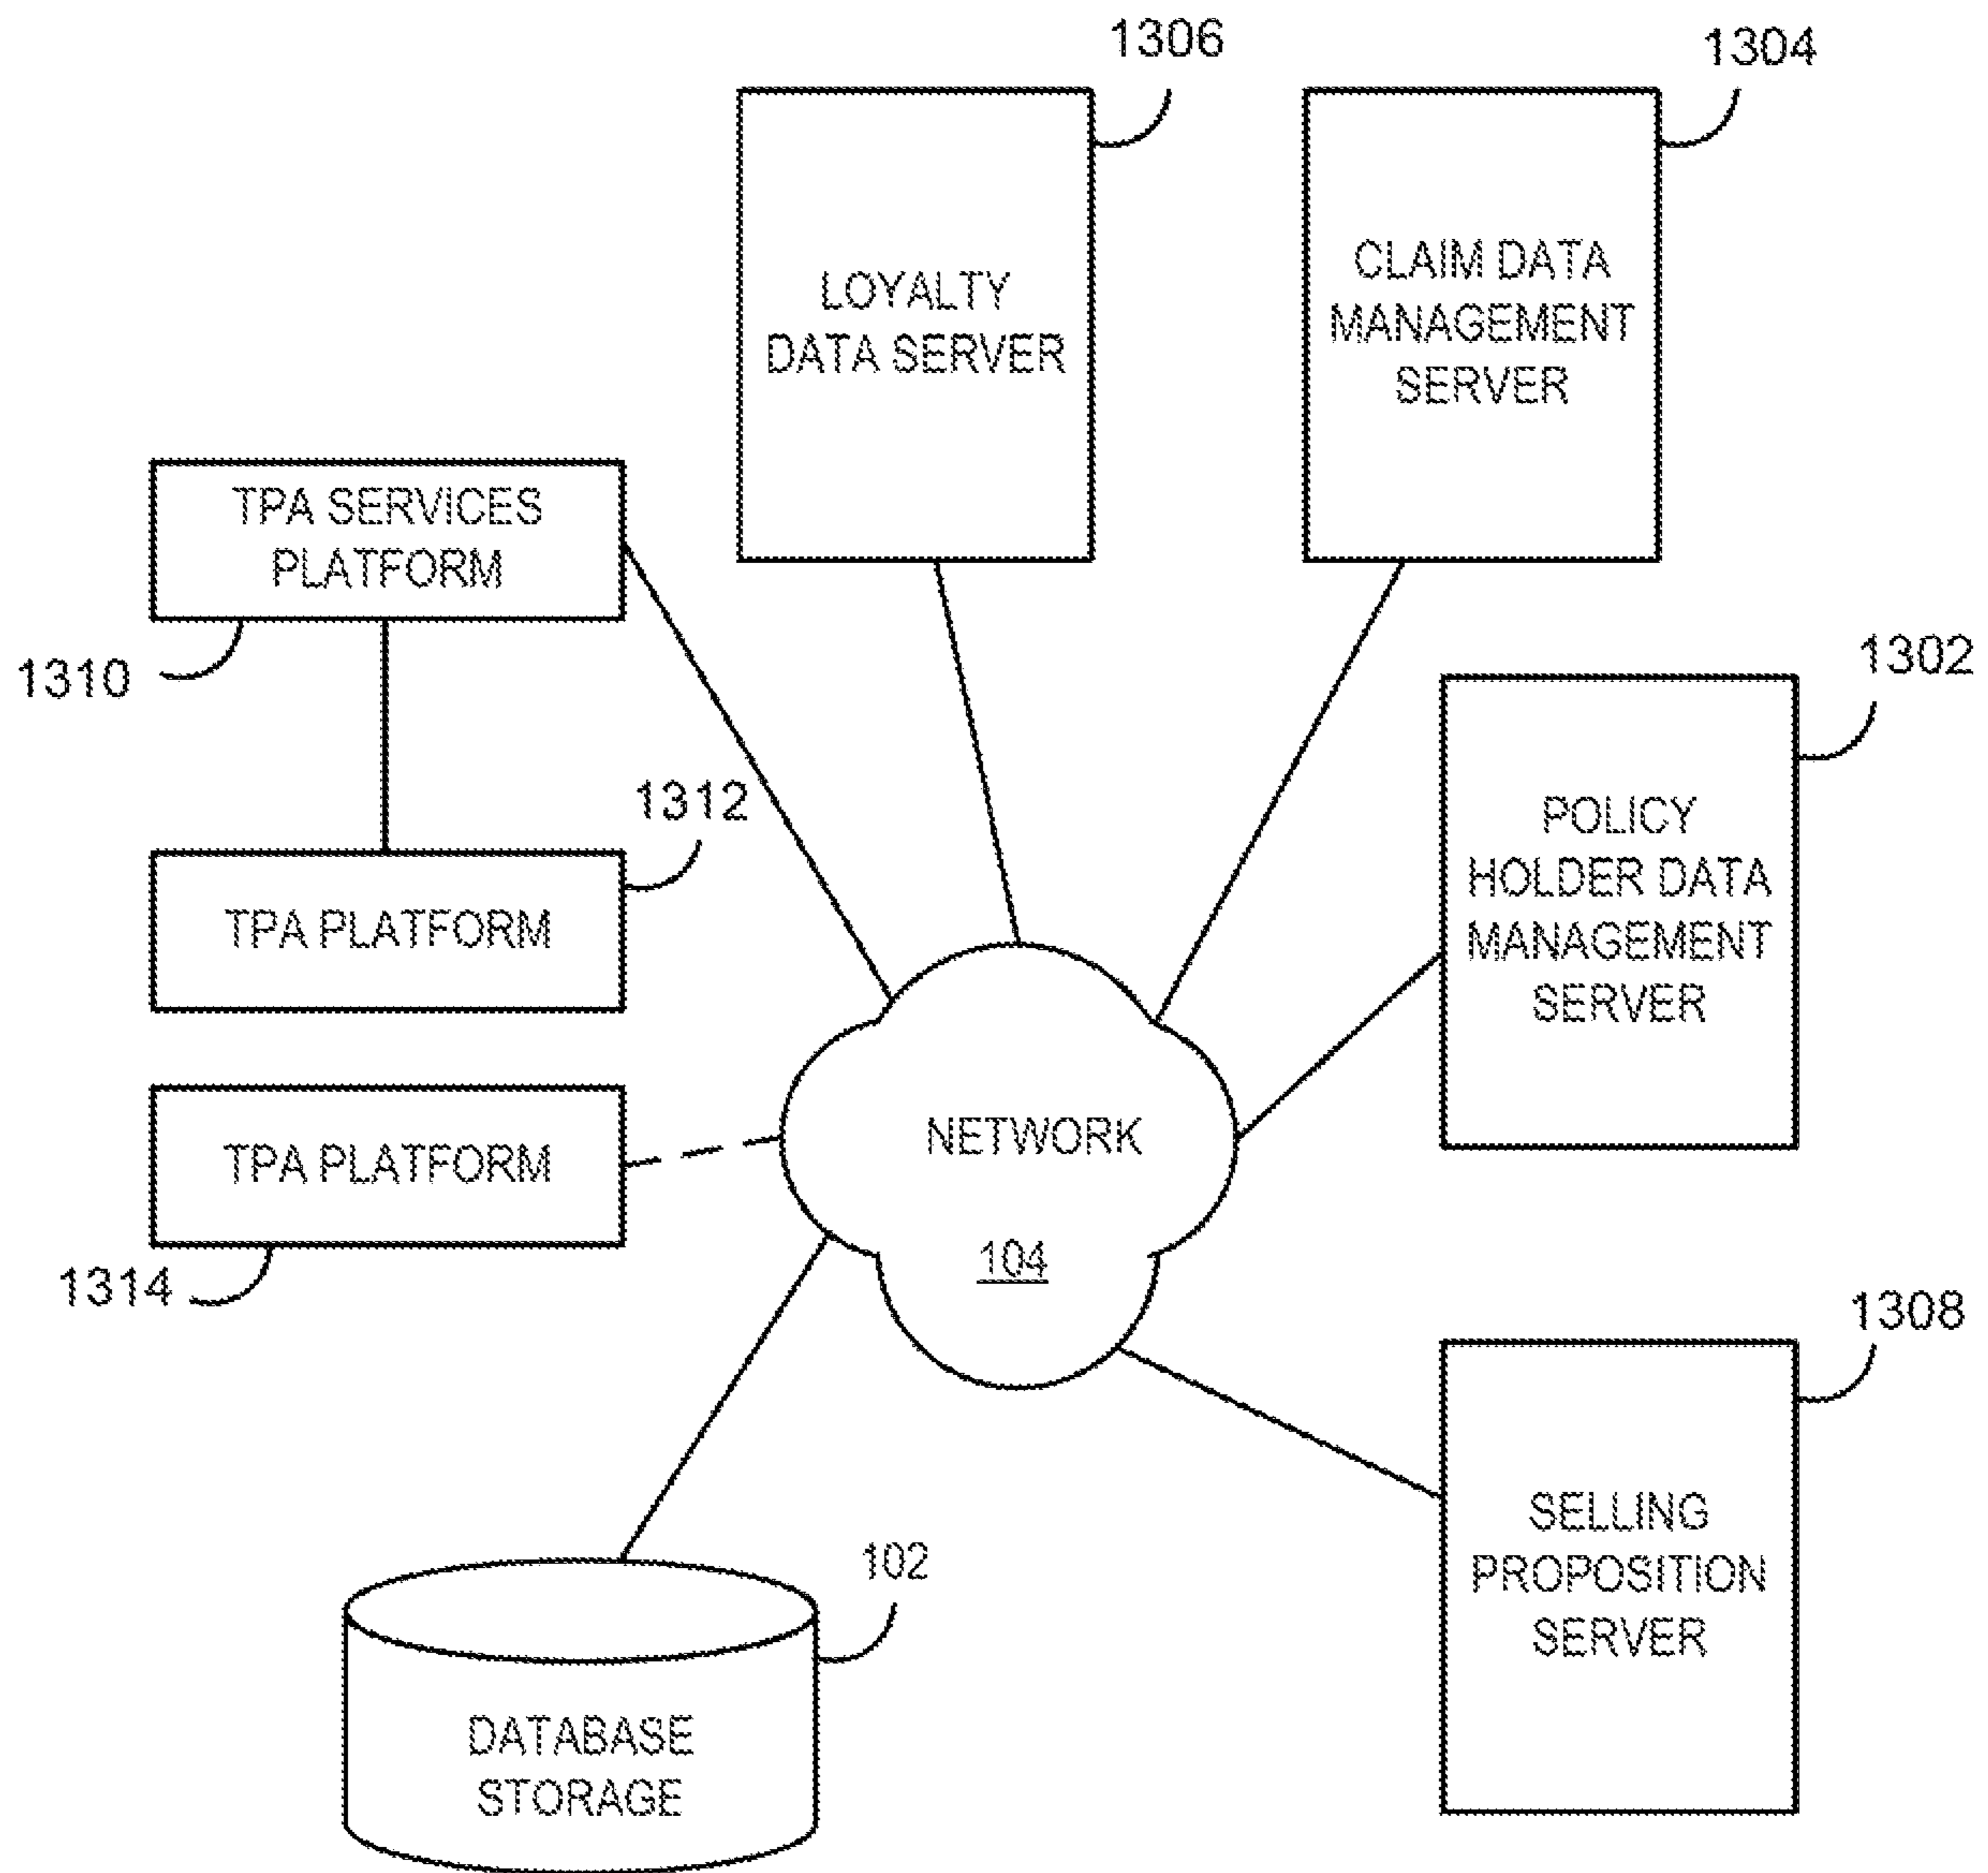 1306
1304
LOYALTY
DATA SERVER
CLAIM DATA
MANAGEMENT
SERVER
TPA SERVICES
PLATFORM
1310
1302
1312
TPA PLATFORM
POLICY
HOLDER DATA
MANAGEMENT
SERVER
TPA PLATFORM
1314
NETWORK
104
1308
SELLING
PROPOSITION
SERVER
102
DATABASE
STORAGE